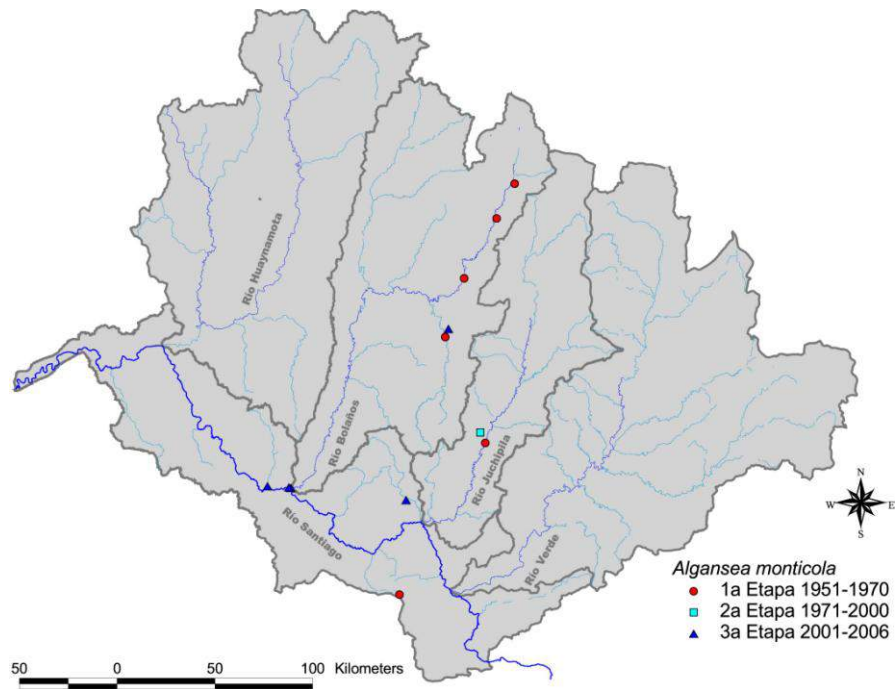 Río Huaynamota
Río Bolaños
Río Juchipila
Río Santiago
Río Verde
N
W E
S
Algansea monticola
1a Etapa 1951-1970
2a Etapa 1971-2000
3a Etapa 2001-2006
50 0 50 100 Kilometers